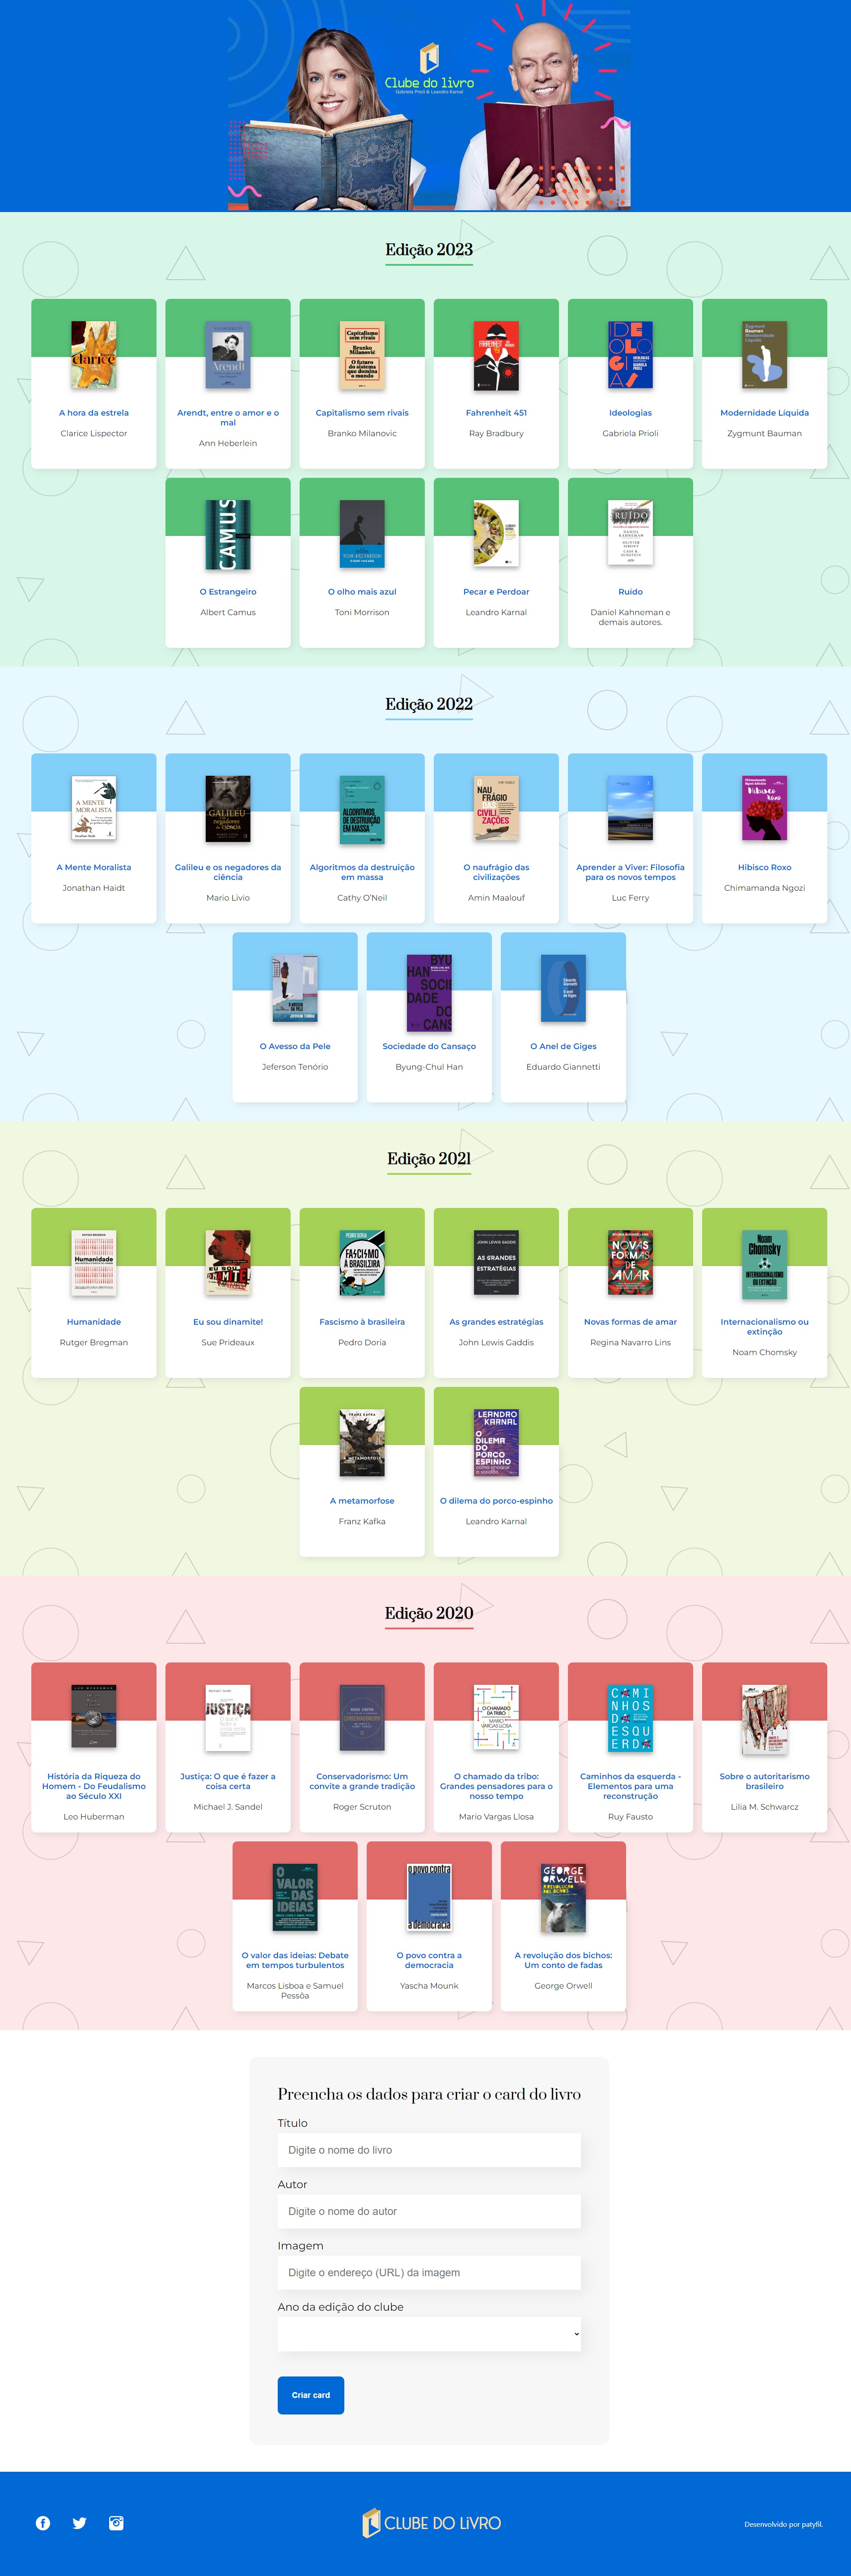 Clube do livro
Gabriela Prioli & Leandro Karnal
Edição 2023
A hora da estrela
Clarice Lispector
Arendt, entre o amor e o
mal
Ann Heberlein
Capitalismo sem rivais
Branko Milanovic
Fahrenheit 451
Ray Bradbury
Ideologias
Gabriela Prioli
Modernidade Líquida
Zygmunt Bauman
O Estrangeiro
Albert Camus
O olho mais azul
Toni Morrison
Pecar e Perdoar
Leandro Karnal
Ruído
Daniel Kahneman e
demais autores.
Edição 2022
A Mente Moralista
Jonathan Haidt
Galileu e os negadores da
ciência
Mario Livio
Algoritmos da destruição
em massa
Cathy O'Neil
O naufrágio das
civilizações
Amin Maalouf
Aprender a Viver: Filosofia
para os novos tempos
Luc Ferry
Hibisco Roxo
Chimamanda Ngozi
O Avesso da Pele
Jeferson Tenório
Sociedade do Cansaço
Byung-Chul Han
O Anel de Giges
Eduardo Giannetti
Edição 2021
Humanidade
Rutger Bregman
Eu sou dinamite!
Sue Prideaux
Fascismo à brasileira
Pedro Doria
As grandes estratégias
John Lewis Gaddis
Novas formas de amar
Regina Navarro Lins
Internacionalismo ou
extinção
Noam Chomsky
A metamorfose
Franz Kafka
O dilema do porco-espinho
Leandro Karnal
Edição 2020
História da Riqueza do
Homem - Do Feudalismo
ao Século XXI
Leo Huberman
Justiça: O que é fazer a
coisa certa
Michael J. Sandel
Conservadorismo: Um
convite a grande tradição
Roger Scruton
O chamado da tribo:
Grandes pensadores para o
nosso tempo
Mario Vargas Llosa
Caminhos da esquerda -
Elementos para uma
reconstrução
Ruy Fausto
Sobre o autoritarismo
brasileiro
Lilia M. Schwarcz
O valor das ideias: Debate
em tempos turbulentos
Marcos Lisboa e Samuel
Pessôa
O povo contra a
democracia
Yascha Mounk
A revolução dos bichos:
Um conto de fadas
George Orwell
Preencha os dados para criar o card do livro
Título
Digite o nome do livro
Autor
Digite o nome do autor
Imagem
Digite o endereço (URL) da imagem
Ano da edição do clube
Criar card
CLUBE DO LiVRO
Desenvolvido por patyfil.